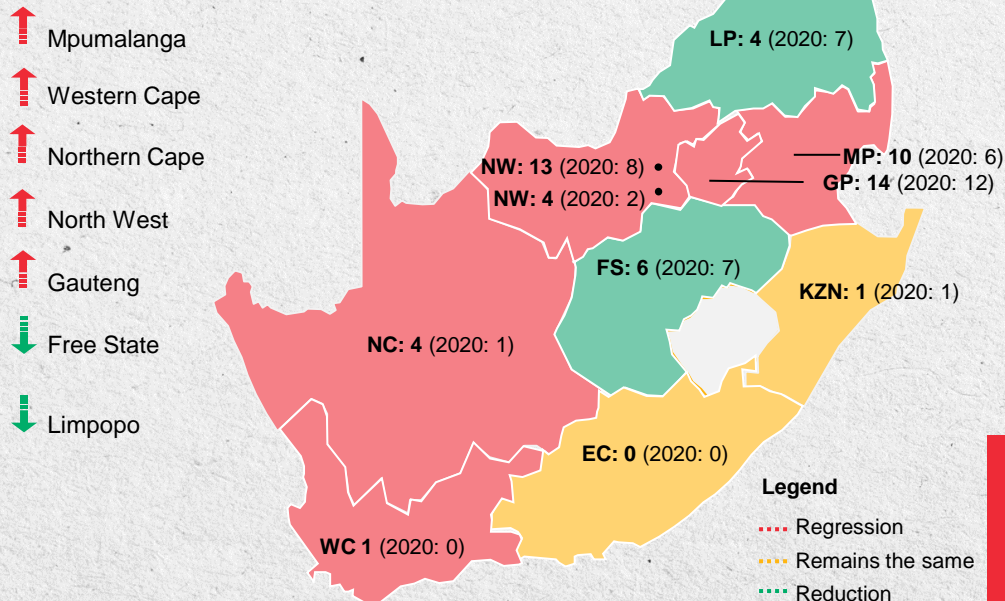 Mpumalanga
Western Cape
Northern Cape
North West
Gauteng
Free State
Limpopo
LP: 4 (2020: 7)
MP: 10 (2020: 6)
GP: 14 (2020: 12)
NW: 13 (2020: 8) •
NW: 4 (2020: 2) •
FS: 6 (2020: 7)
KZN: 1 (2020: 1)
NC: 4 (2020: 1)
EC: 0 (2020: 0)
WC 1 (2020: 0)
Legend
Regression
Remains the same
Reduction